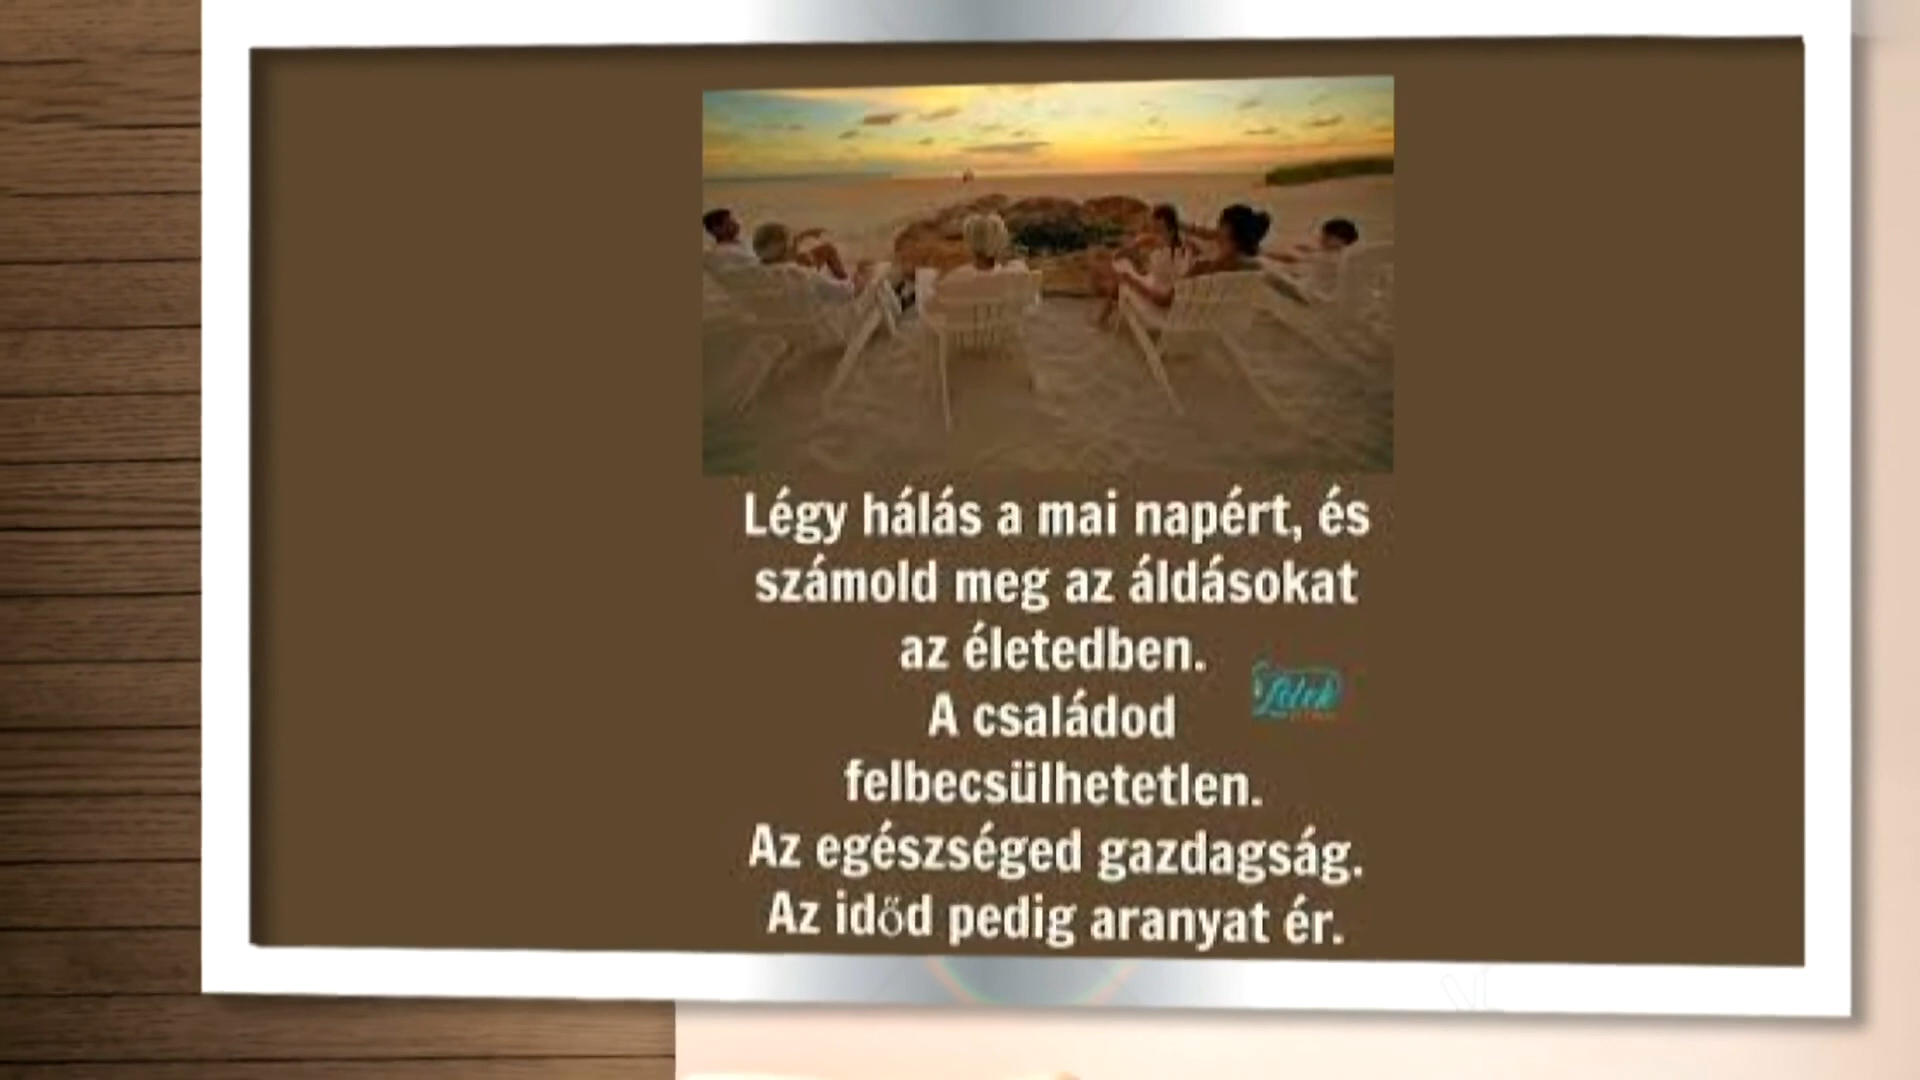 Légy hálás a mai napért, és
számold meg az áldásokat
az életedben.
A családod
felbecsülhetetlen.
Az egészséged gazdagság.
Az időd pedig aranyat ér.